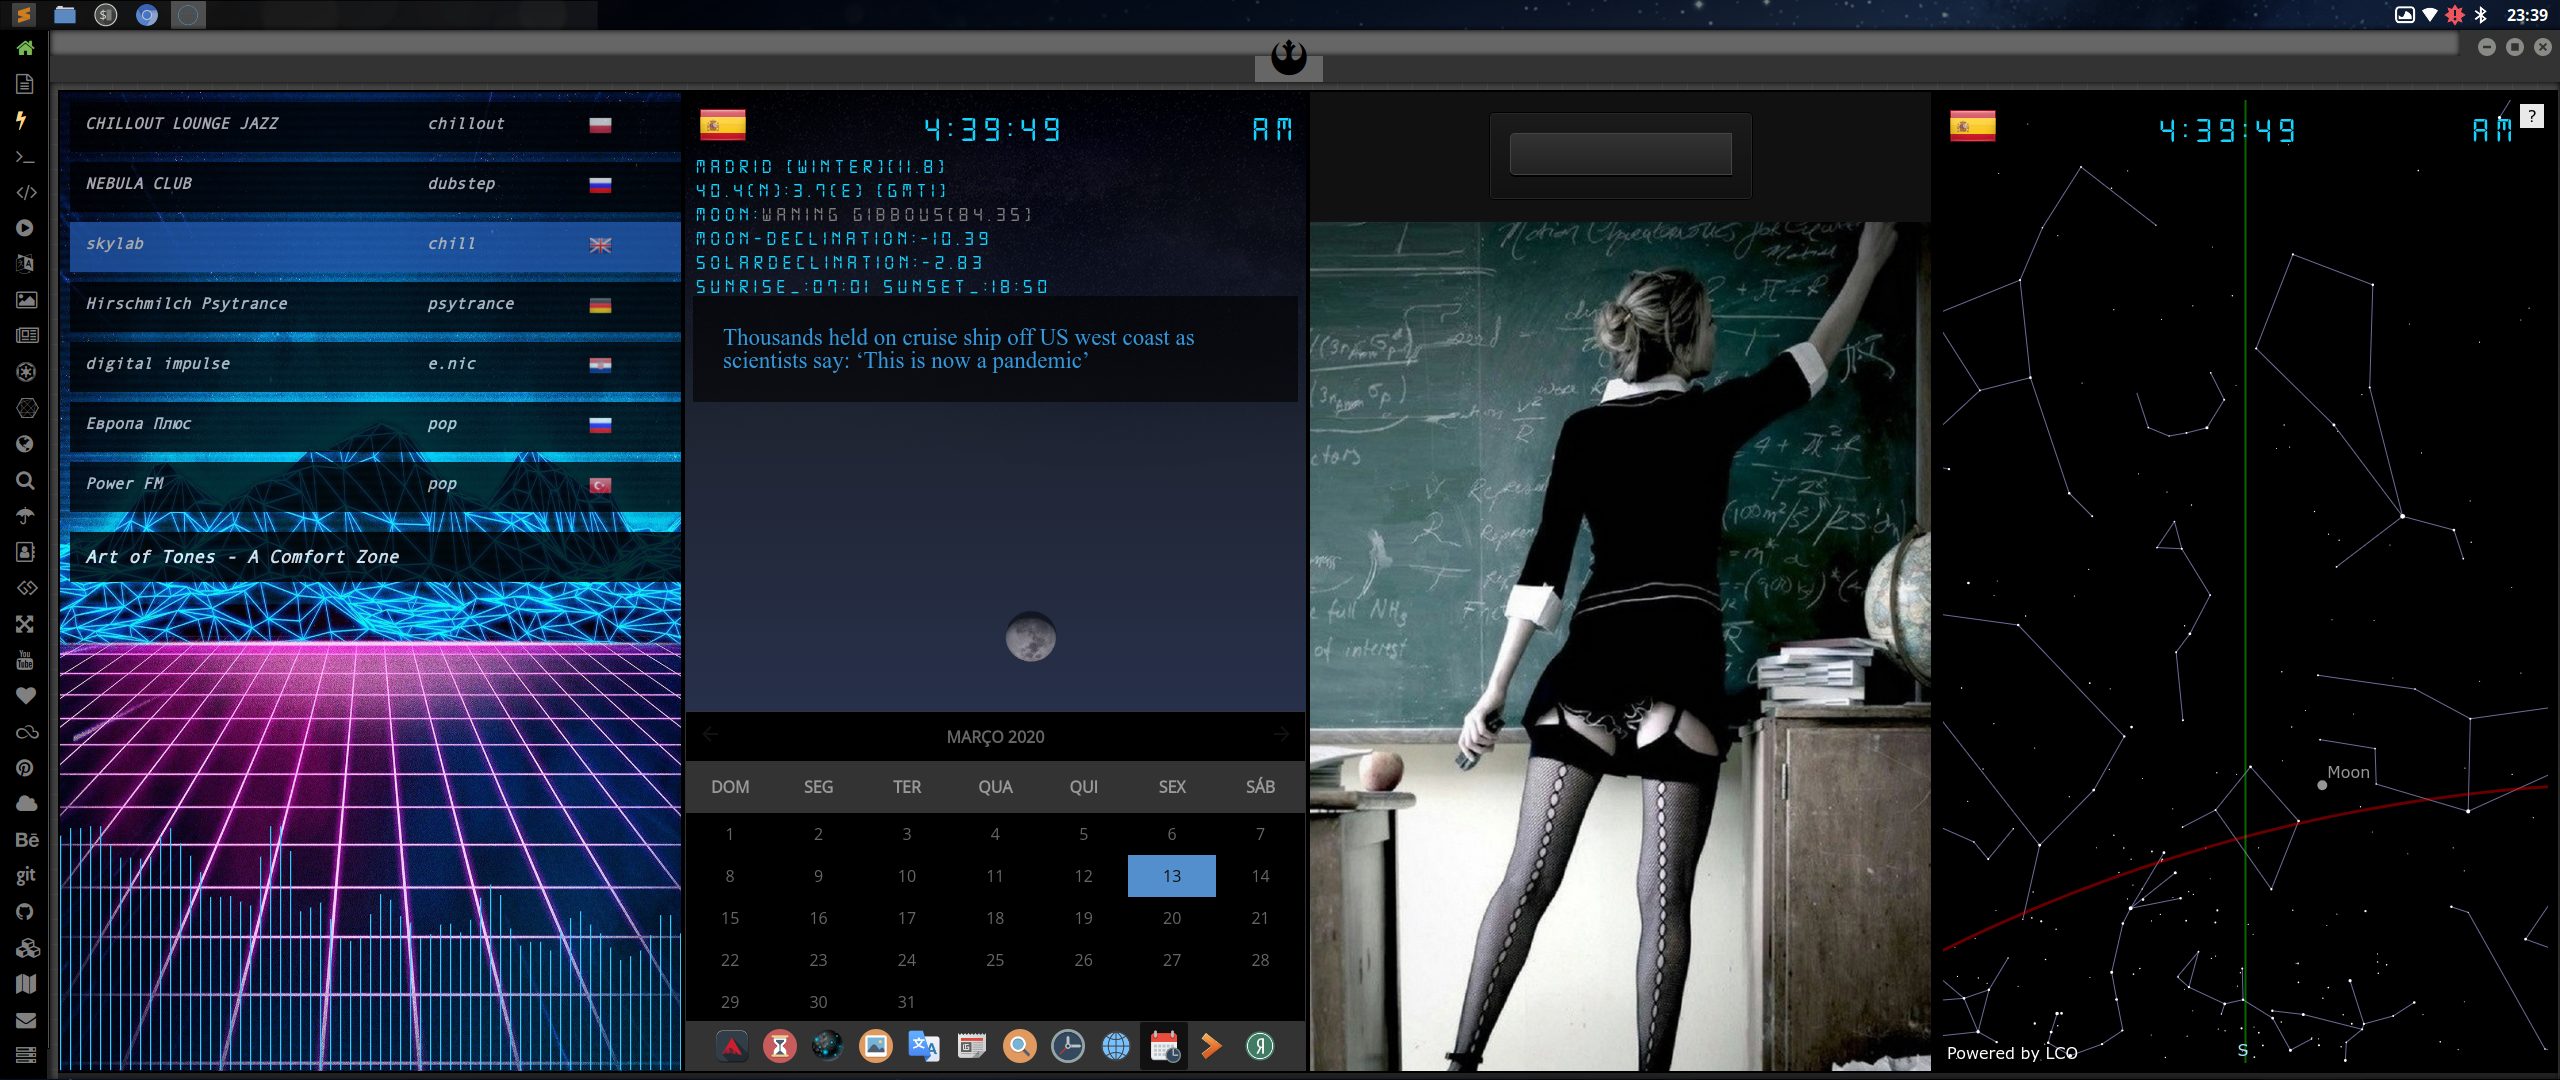 23:39
CHILLOUT LOUNGE JAZZ chillout
NEBULA CLUB dubstep
skylab chill
Hirschmilch Psytrance psytrance
digital impulse e.nic
Европа Плюс pop
Power FM pop
Art of Tones - A Comfort Zone
You
Tube
Bē
git
4:39:49 AM
MADRID [WINTER][11.8]
40.4(N):3.7(E) [GMT1]
MOON:WANING GIBBOUS[84.35]
MOON-DECLINATION:-10.39
SOLARDECLINATION:-2.83
SUNRISE_:07:01 SUNSET_:18:50
Thousands held on cruise ship off US west coast as
scientists say: ‘This is now a pandemic’
MARÇO 2020
DOM SEG TER QUA QUI SEX SÁB
1 2 3 4 5 6 7
8 9 10 11 12 13 14
15 16 17 18 19 20 21
22 23 24 25 26 27 28
29 30 31
Motion
of interest
4:39:49 AM
?
Moon
S
Powered by LCO